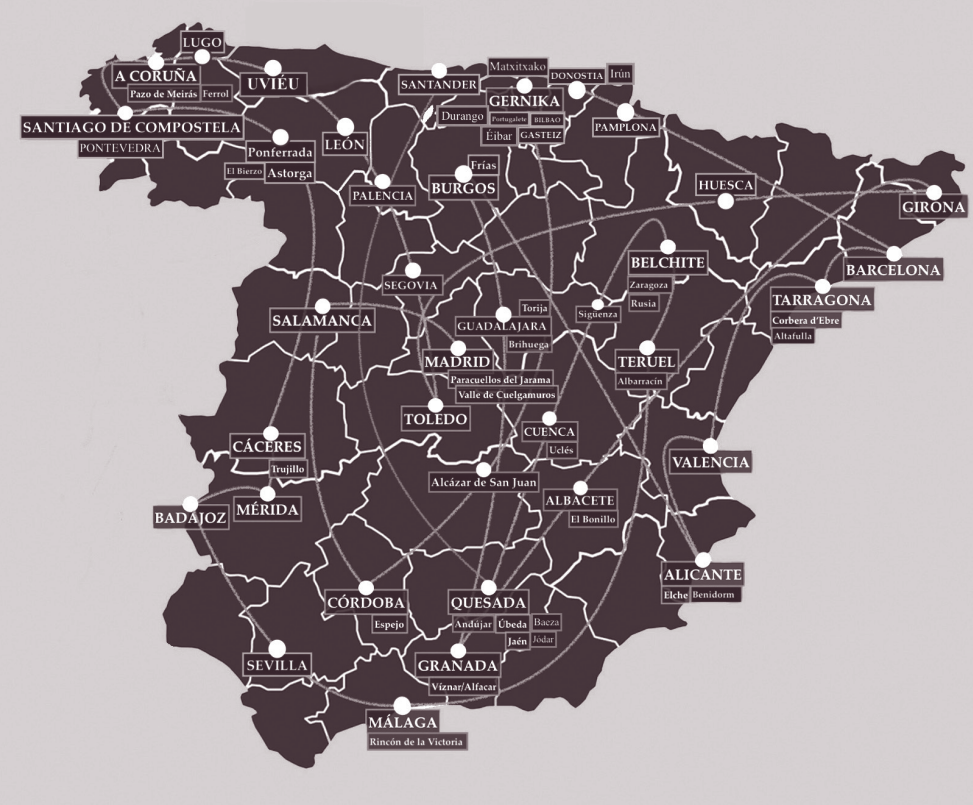 LUGO
A CORUÑA
UVIÉU
Pazo de Meirás
Ferrol
SANTIAGO DE COMPOSTELA
PONTEVEDRA
Ponferrada
El Bierzo
Astorga
LEÓN
SANTANDER
Matxitxako
DONOSTIA
Irún
GERNIKA
Durango
Portugalete
BILBAO
Éibar
GASTEIZ
PAMPLONA
PALENCIA
Frías
BURGOS
HUESCA
GIRONA
BELCHITE
Zaragoza
Rusia
BARCELONA
TARRAGONA
Corbera d'Ebre
Altafulla
SEGOVIA
SALAMANCA
Torija
GUADALAJARA
Brihuega
Sigüenza
MADRID
Paracuellos del Jarama
Valle de Cuelgamuros
TERUEL
Albarracín
TOLEDO
CUENCA
Uclés
CÁCERES
Trujillo
VALENCIA
Alcázar de San Juan
ALBACETE
El Bonillo
BADAJOZ
MÉRIDA
ALICANTE
Elche
Benidorm
CÓRDOBA
Espejo
QUESADA
Andújar
Úbeda
Baeza
Jaén
Jódar
SEVILLA
GRANADA
Víznar/Alfacar
MÁLAGA
Rincón de la Victoria